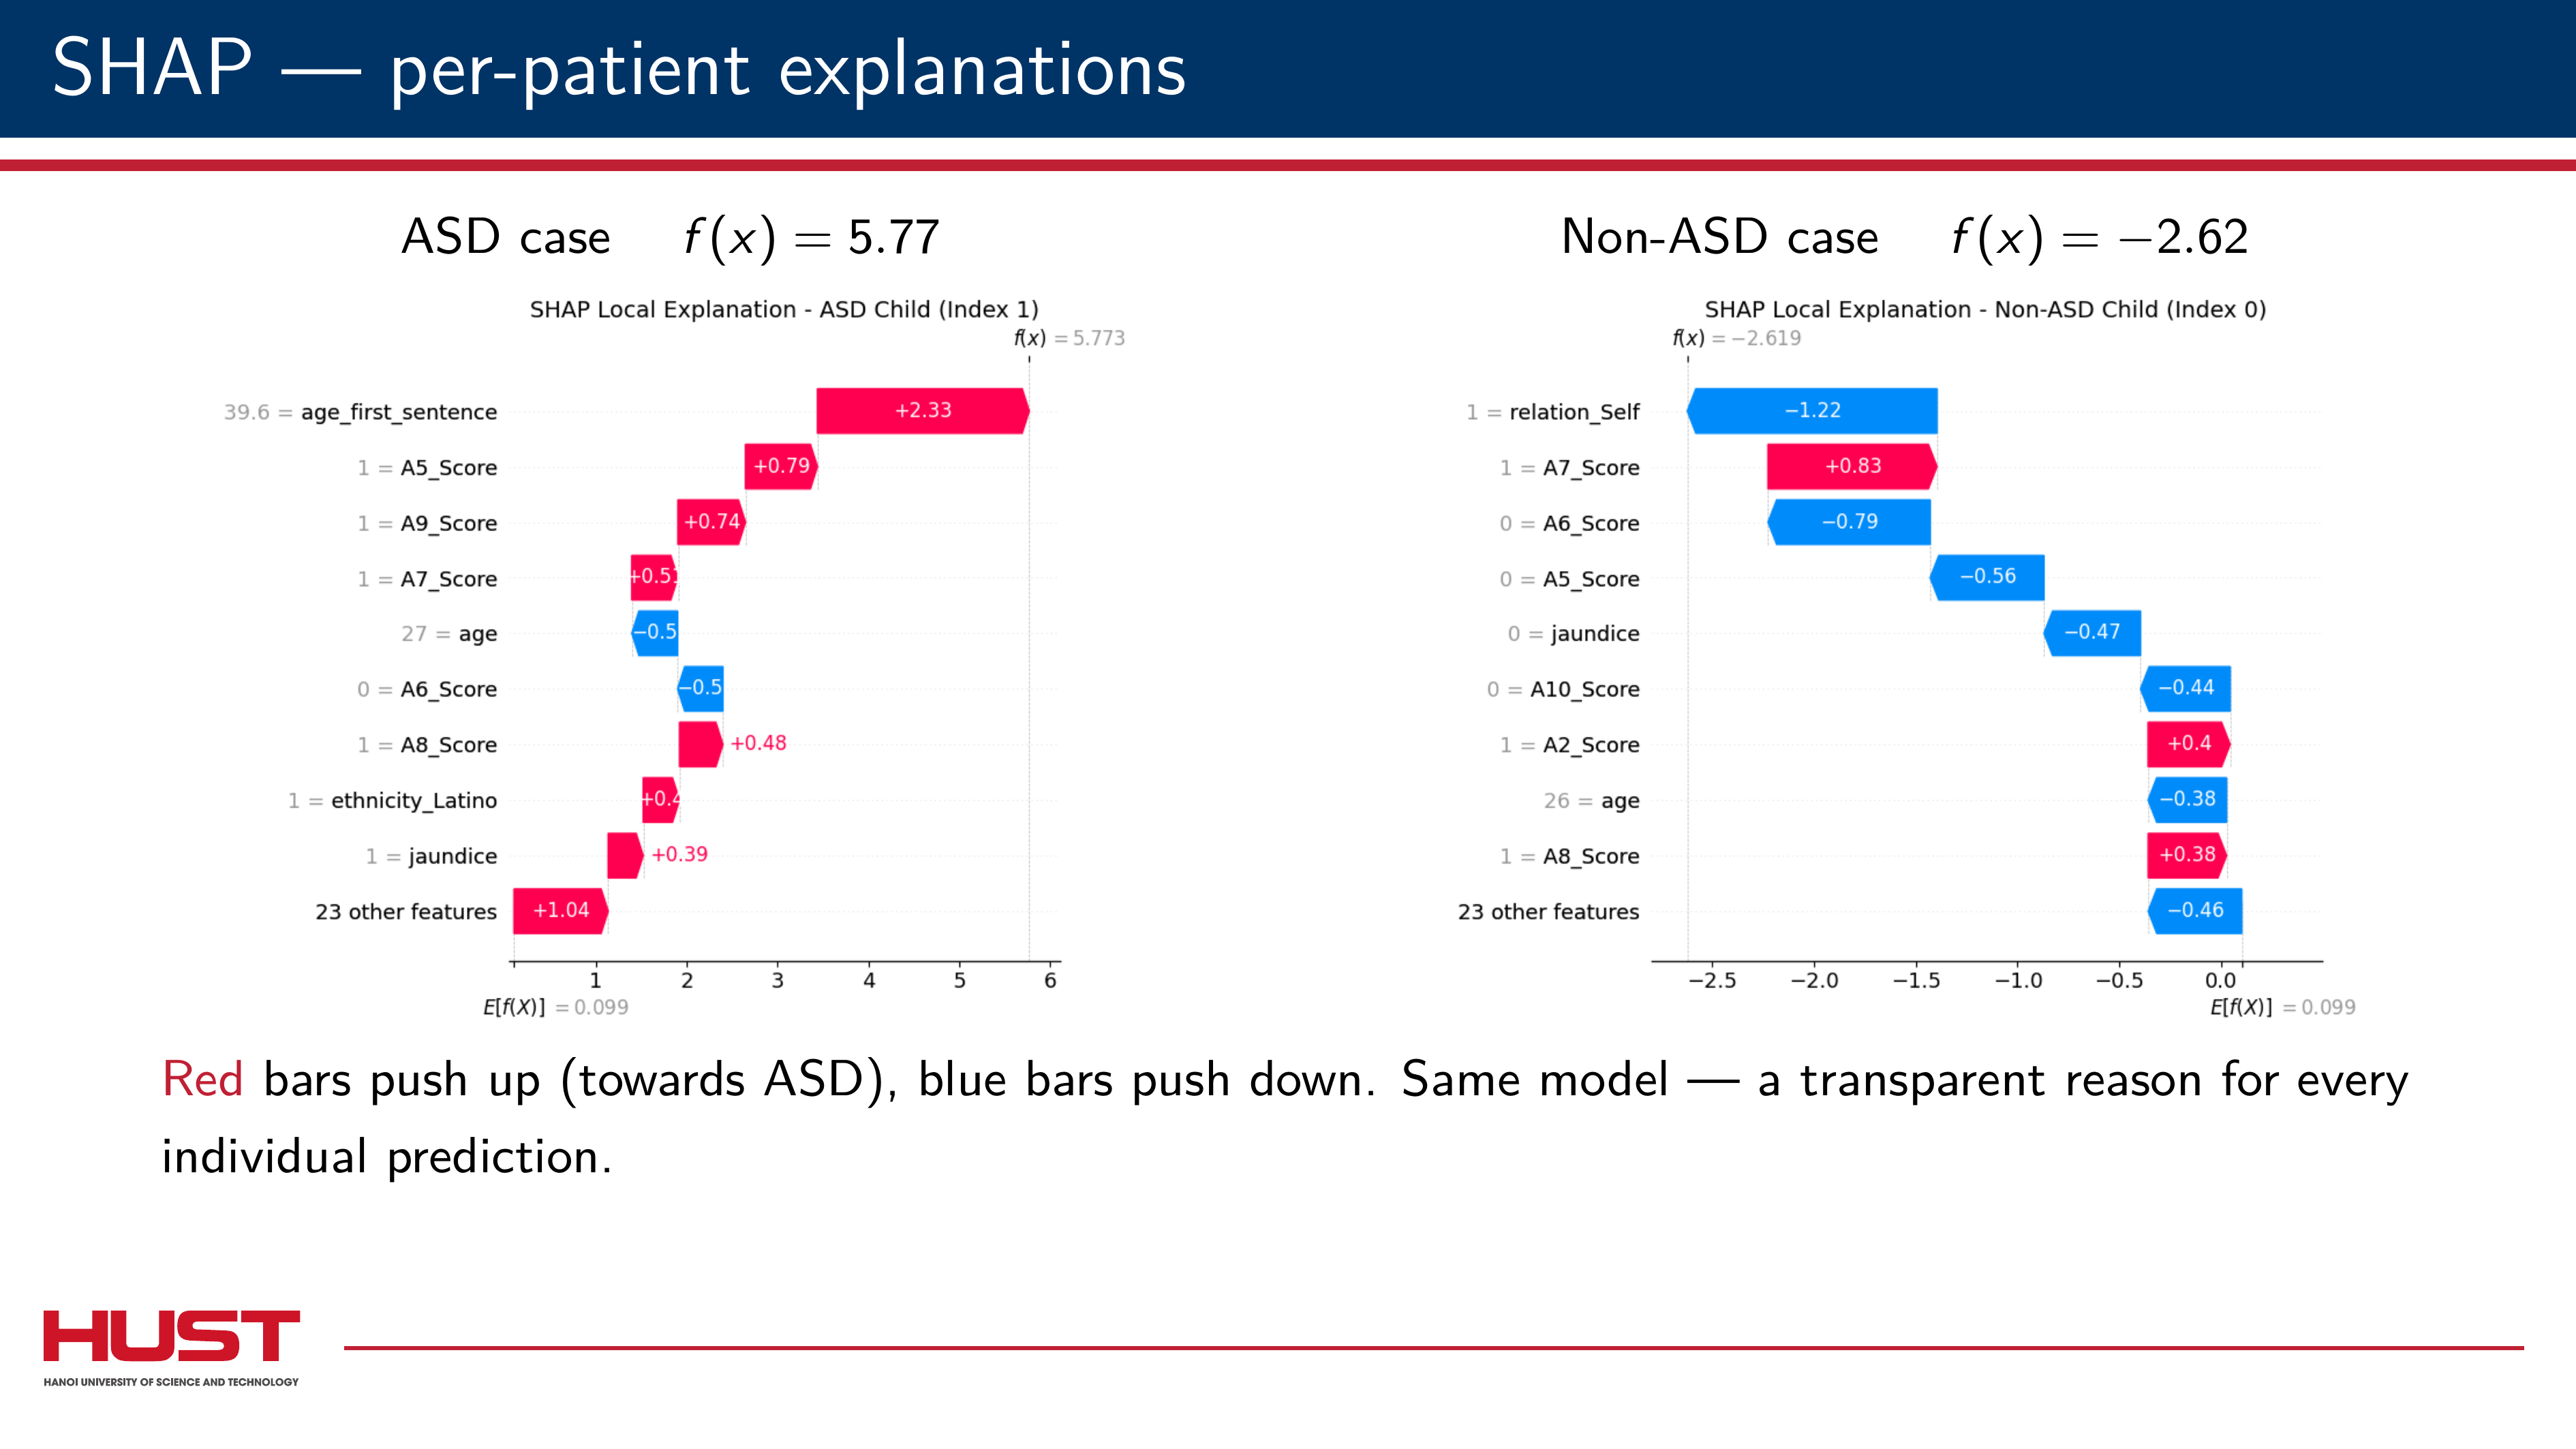 SHAP — per-patient explanations
ASD case f(x) = 5.77
SHAP Local Explanation - ASD Child (Index 1)
f(x) = 5.773
39.6 = age_first_sentence +2.33
1 = A5_Score +0.79
1 = A9_Score +0.74
1 = A7_Score +0.51
27 = age −0.5
0 = A6_Score −0.5
1 = A8_Score +0.48
1 = ethnicity_Latino +0.4
1 = jaundice +0.39
23 other features +1.04
1 2 3 4 5 6
E[f(X)] = 0.099
Non-ASD case f(x) = −2.62
SHAP Local Explanation - Non-ASD Child (Index 0)
f(x) = −2.619
1 = relation_Self −1.22
1 = A7_Score +0.83
0 = A6_Score −0.79
0 = A5_Score −0.56
0 = jaundice −0.47
0 = A10_Score −0.44
1 = A2_Score +0.4
26 = age −0.38
1 = A8_Score +0.38
23 other features −0.46
−2.5 −2.0 −1.5 −1.0 −0.5 0.0
E[f(X)] = 0.099
Red bars push up (towards ASD), blue bars push down. Same model — a transparent reason for every
individual prediction.
HUST
HANOI UNIVERSITY OF SCIENCE AND TECHNOLOGY